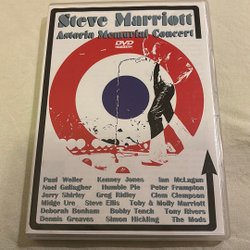 Steve Marriott
Astoria Memorial Concert
DVD
Paul Weller Kenney Jones Ian McLagan
Noel Gallagher Humble Pie Peter Frampton
Jerry Shirley Greg Ridley Clem Clempson
Midge Ure Steve Ellis Toby & Molly Marriott
Deborah Bonham Bobby Tench Tony Rivers
Dennis Greaves Simon Hickling The Mods